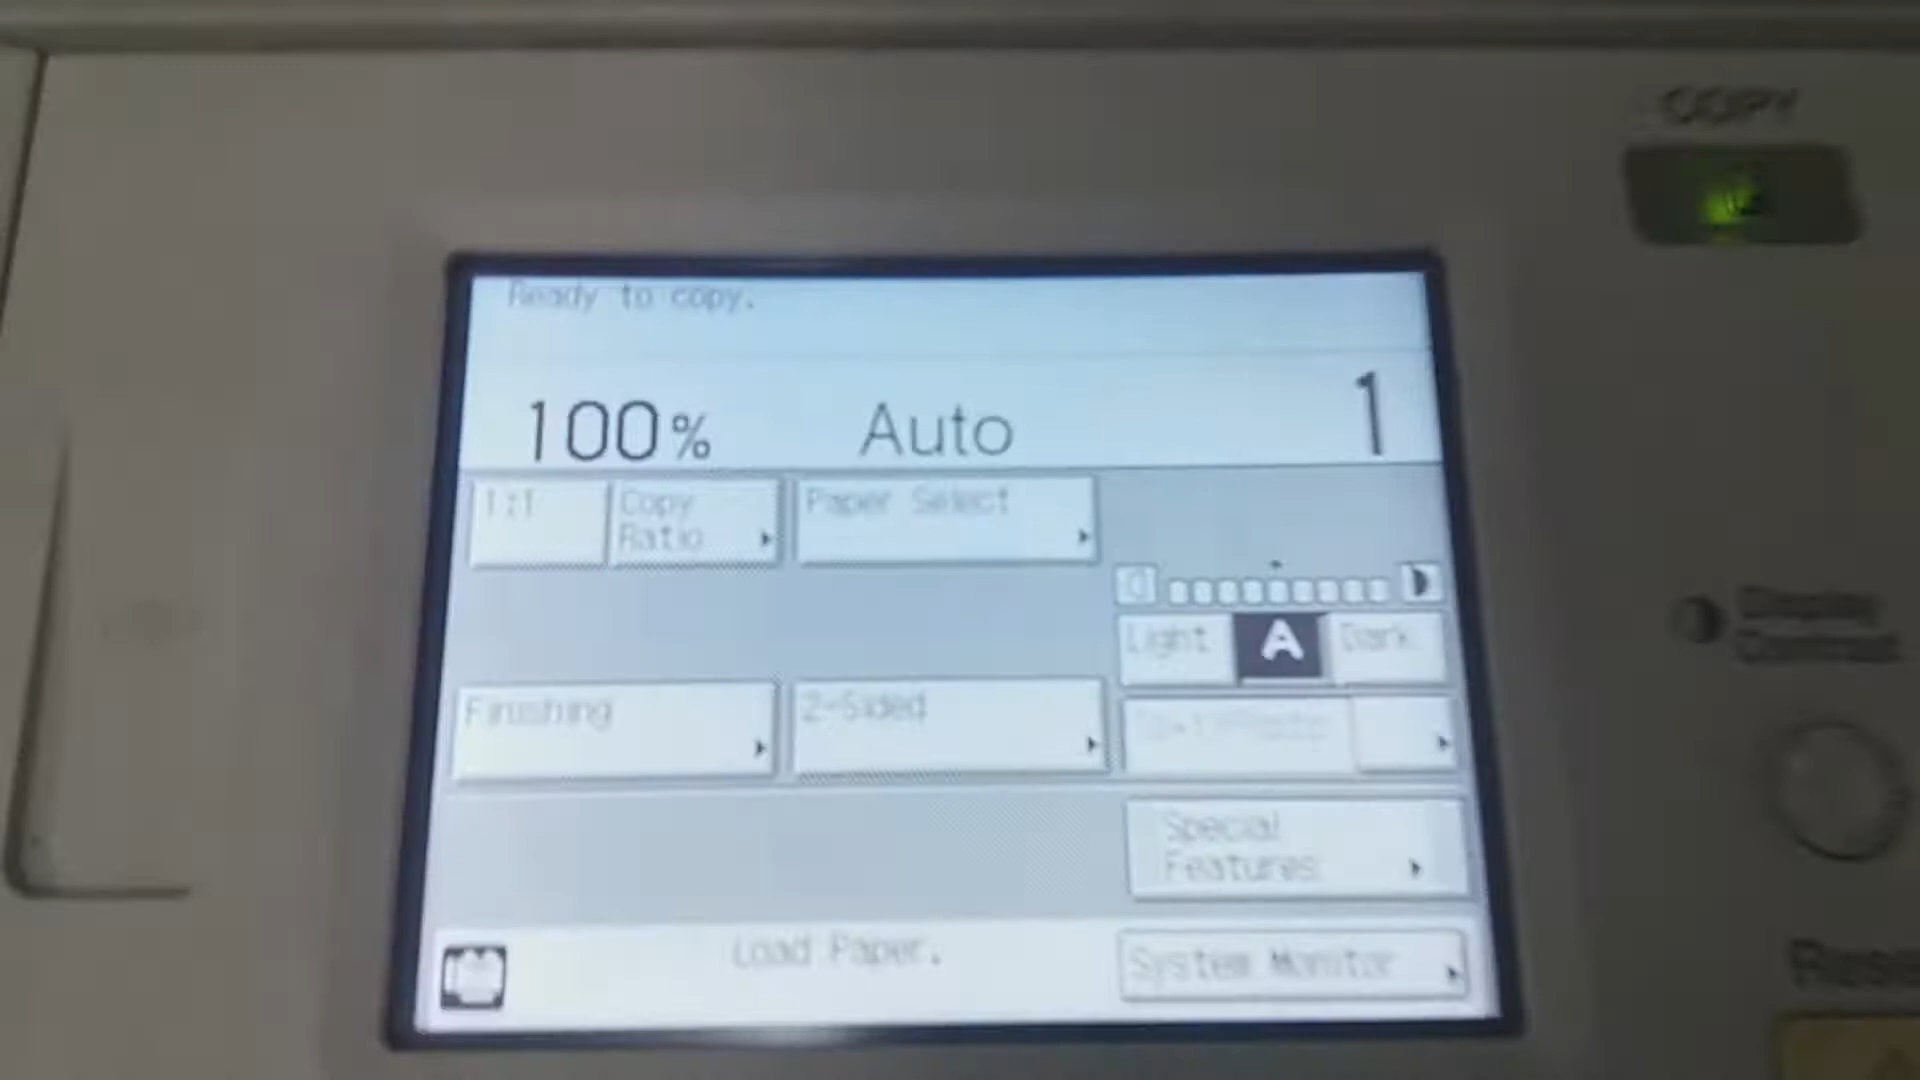 COPY
Ready to copy.
100% Auto 1
1:1 Copy Ratio Paper Select
Light A Dark
Finishing 2-Sided
Special
Features
Load Paper. System Monitor